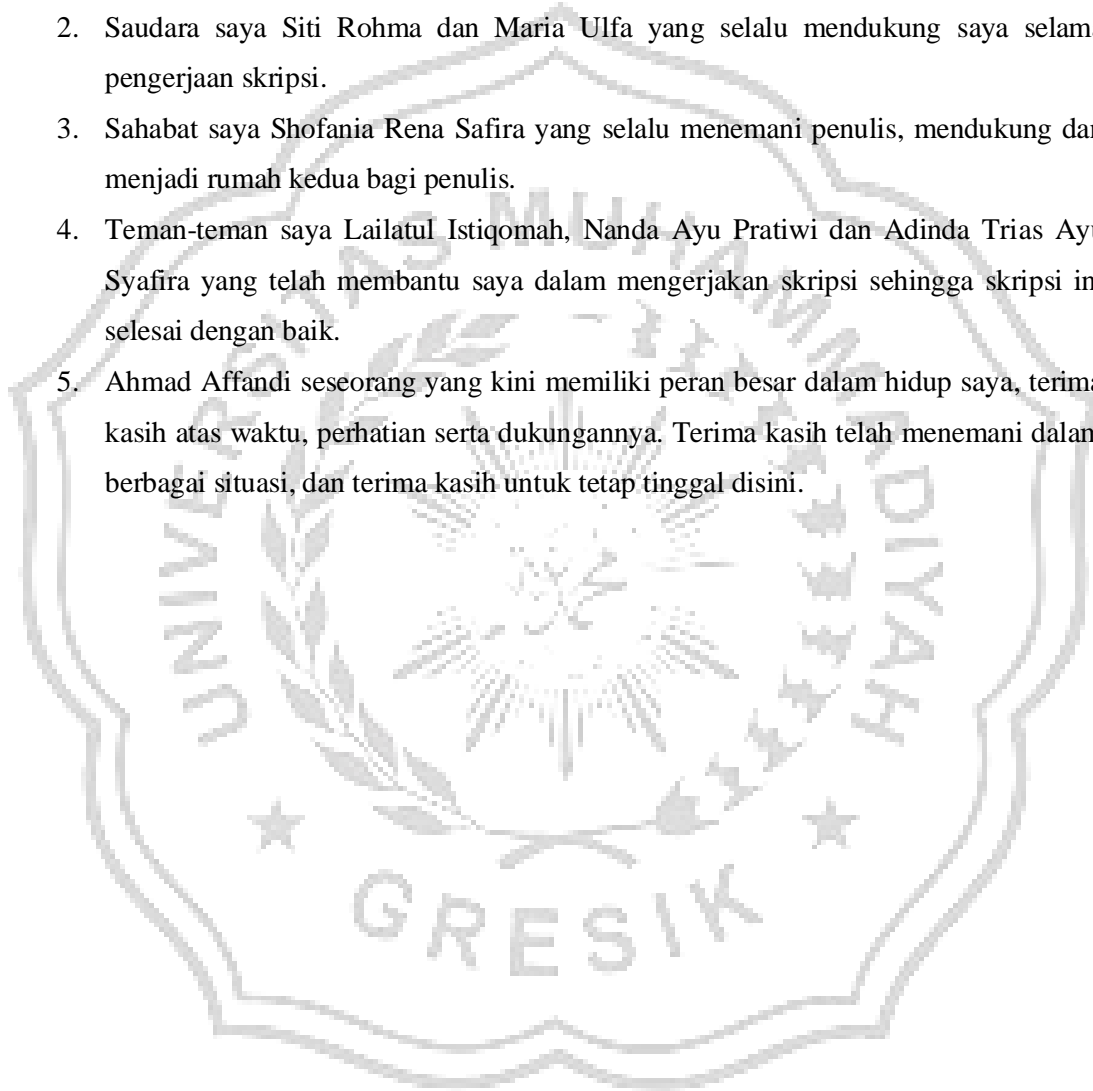 2. Saudara saya Siti Rohma dan Maria Ulfa yang selalu mendukung saya selama
pengerjaan skripsi.
3. Sahabat saya Shofania Rena Safira yang selalu menemani penulis, mendukung dan
menjadi rumah kedua bagi penulis.
4. Teman-teman saya Lailatul Istiqomah, Nanda Ayu Pratiwi dan Adinda Trias Ayu
Syafira yang telah membantu saya dalam mengerjakan skripsi sehingga skripsi ini
selesai dengan baik.
5. Ahmad Affandi seseorang yang kini memiliki peran besar dalam hidup saya, terima
kasih atas waktu, perhatian serta dukungannya. Terima kasih telah menemani dalam
berbagai situasi, dan terima kasih untuk tetap tinggal disini.
UNIVERSITAS MUHAMMADIYAH
GRESIK